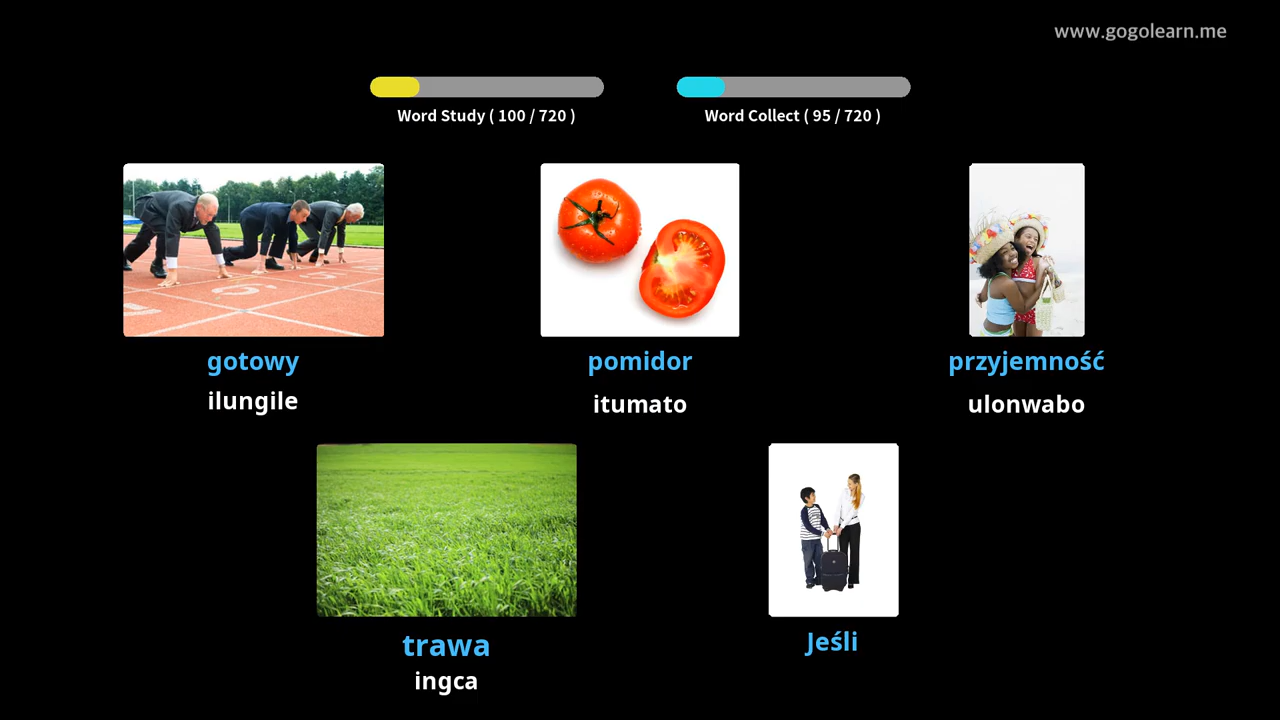 www.gogolearn.me
Word Study ( 100 / 720 )
Word Collect ( 95 / 720 )
gotowy
ilungile
pomidor
itumato
przyjemność
ulonwabo
trawa
ingca
Jeśli